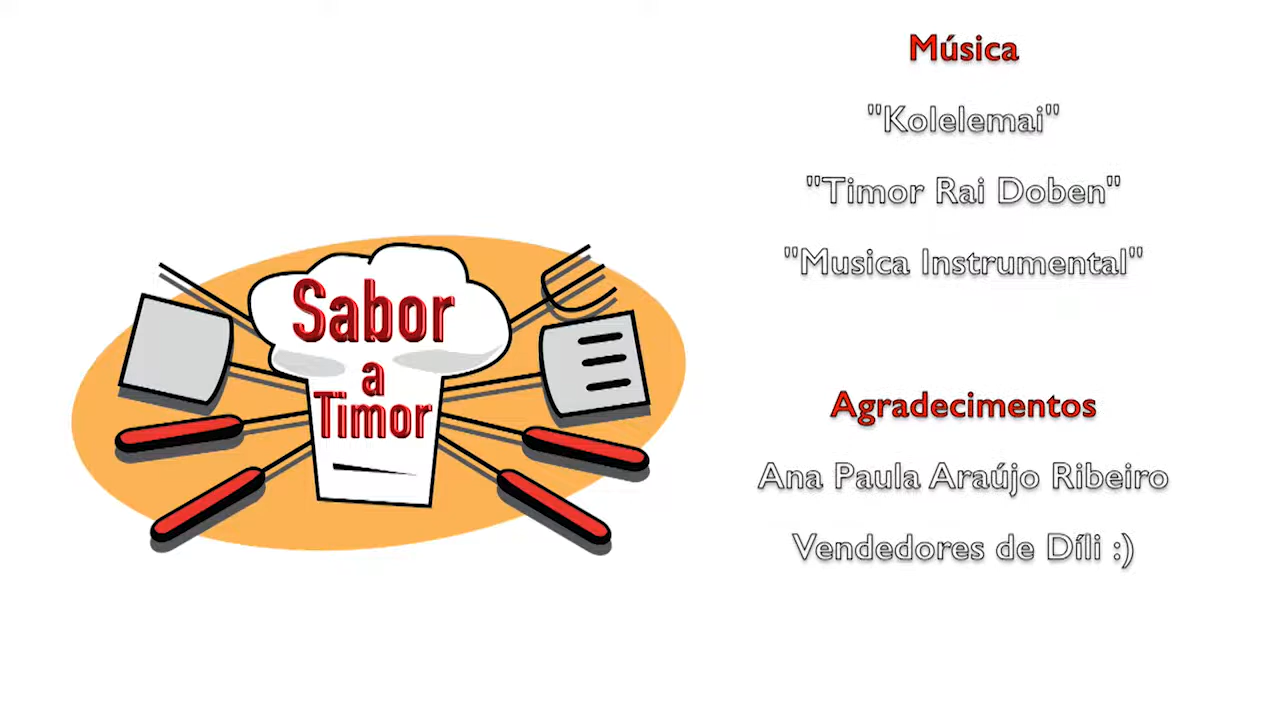 Sabor
a
Timor
Música
"Kolelemai"
"Timor Rai Doben"
"Musica Instrumental"
Agradecimentos
Ana Paula Araújo Ribeiro
Vendedores de Díli :)